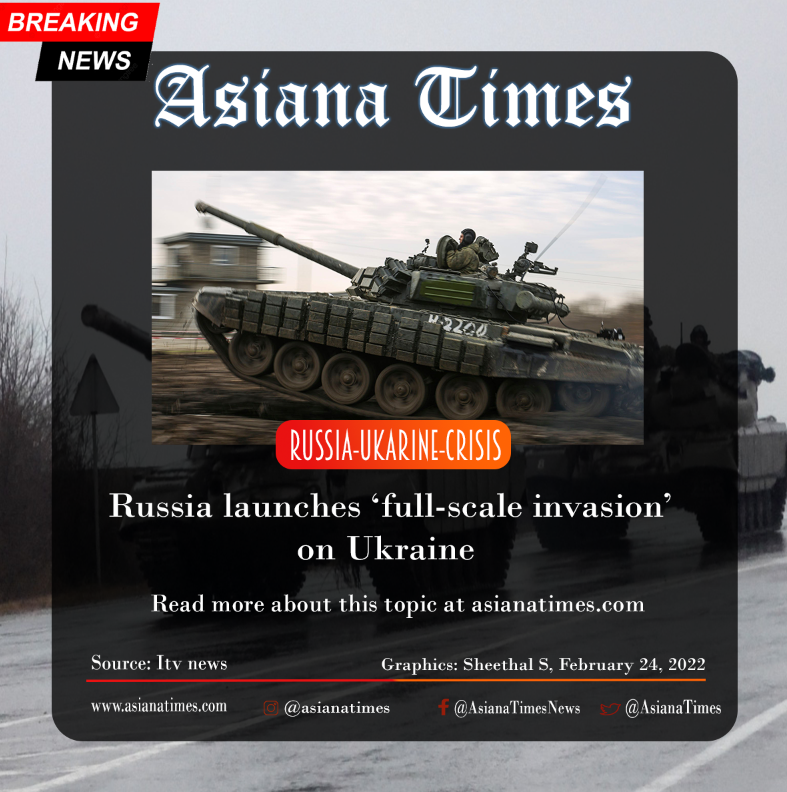 BREAKING
NEWS
Asiana Times
H-2200
RUSSIA-UKARINE-CRISIS
Russia launches ‘full-scale invasion’
on Ukraine
Read more about this topic at asianatimes.com
Source: Itv news
Graphics: Sheethal S, February 24, 2022
www.asianatimes.com
@asianatimes
@AsianaTimesNews
@AsianaTimes